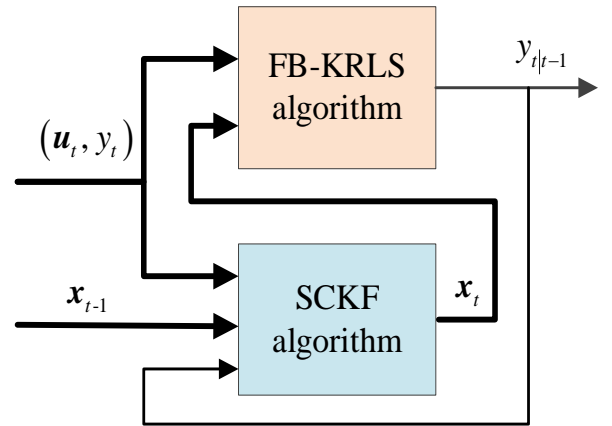 FB-KRLS
algorithm
y_{t|t-1}
(u_t, y_t)
x_{t-1}
SCKF
algorithm
x_t